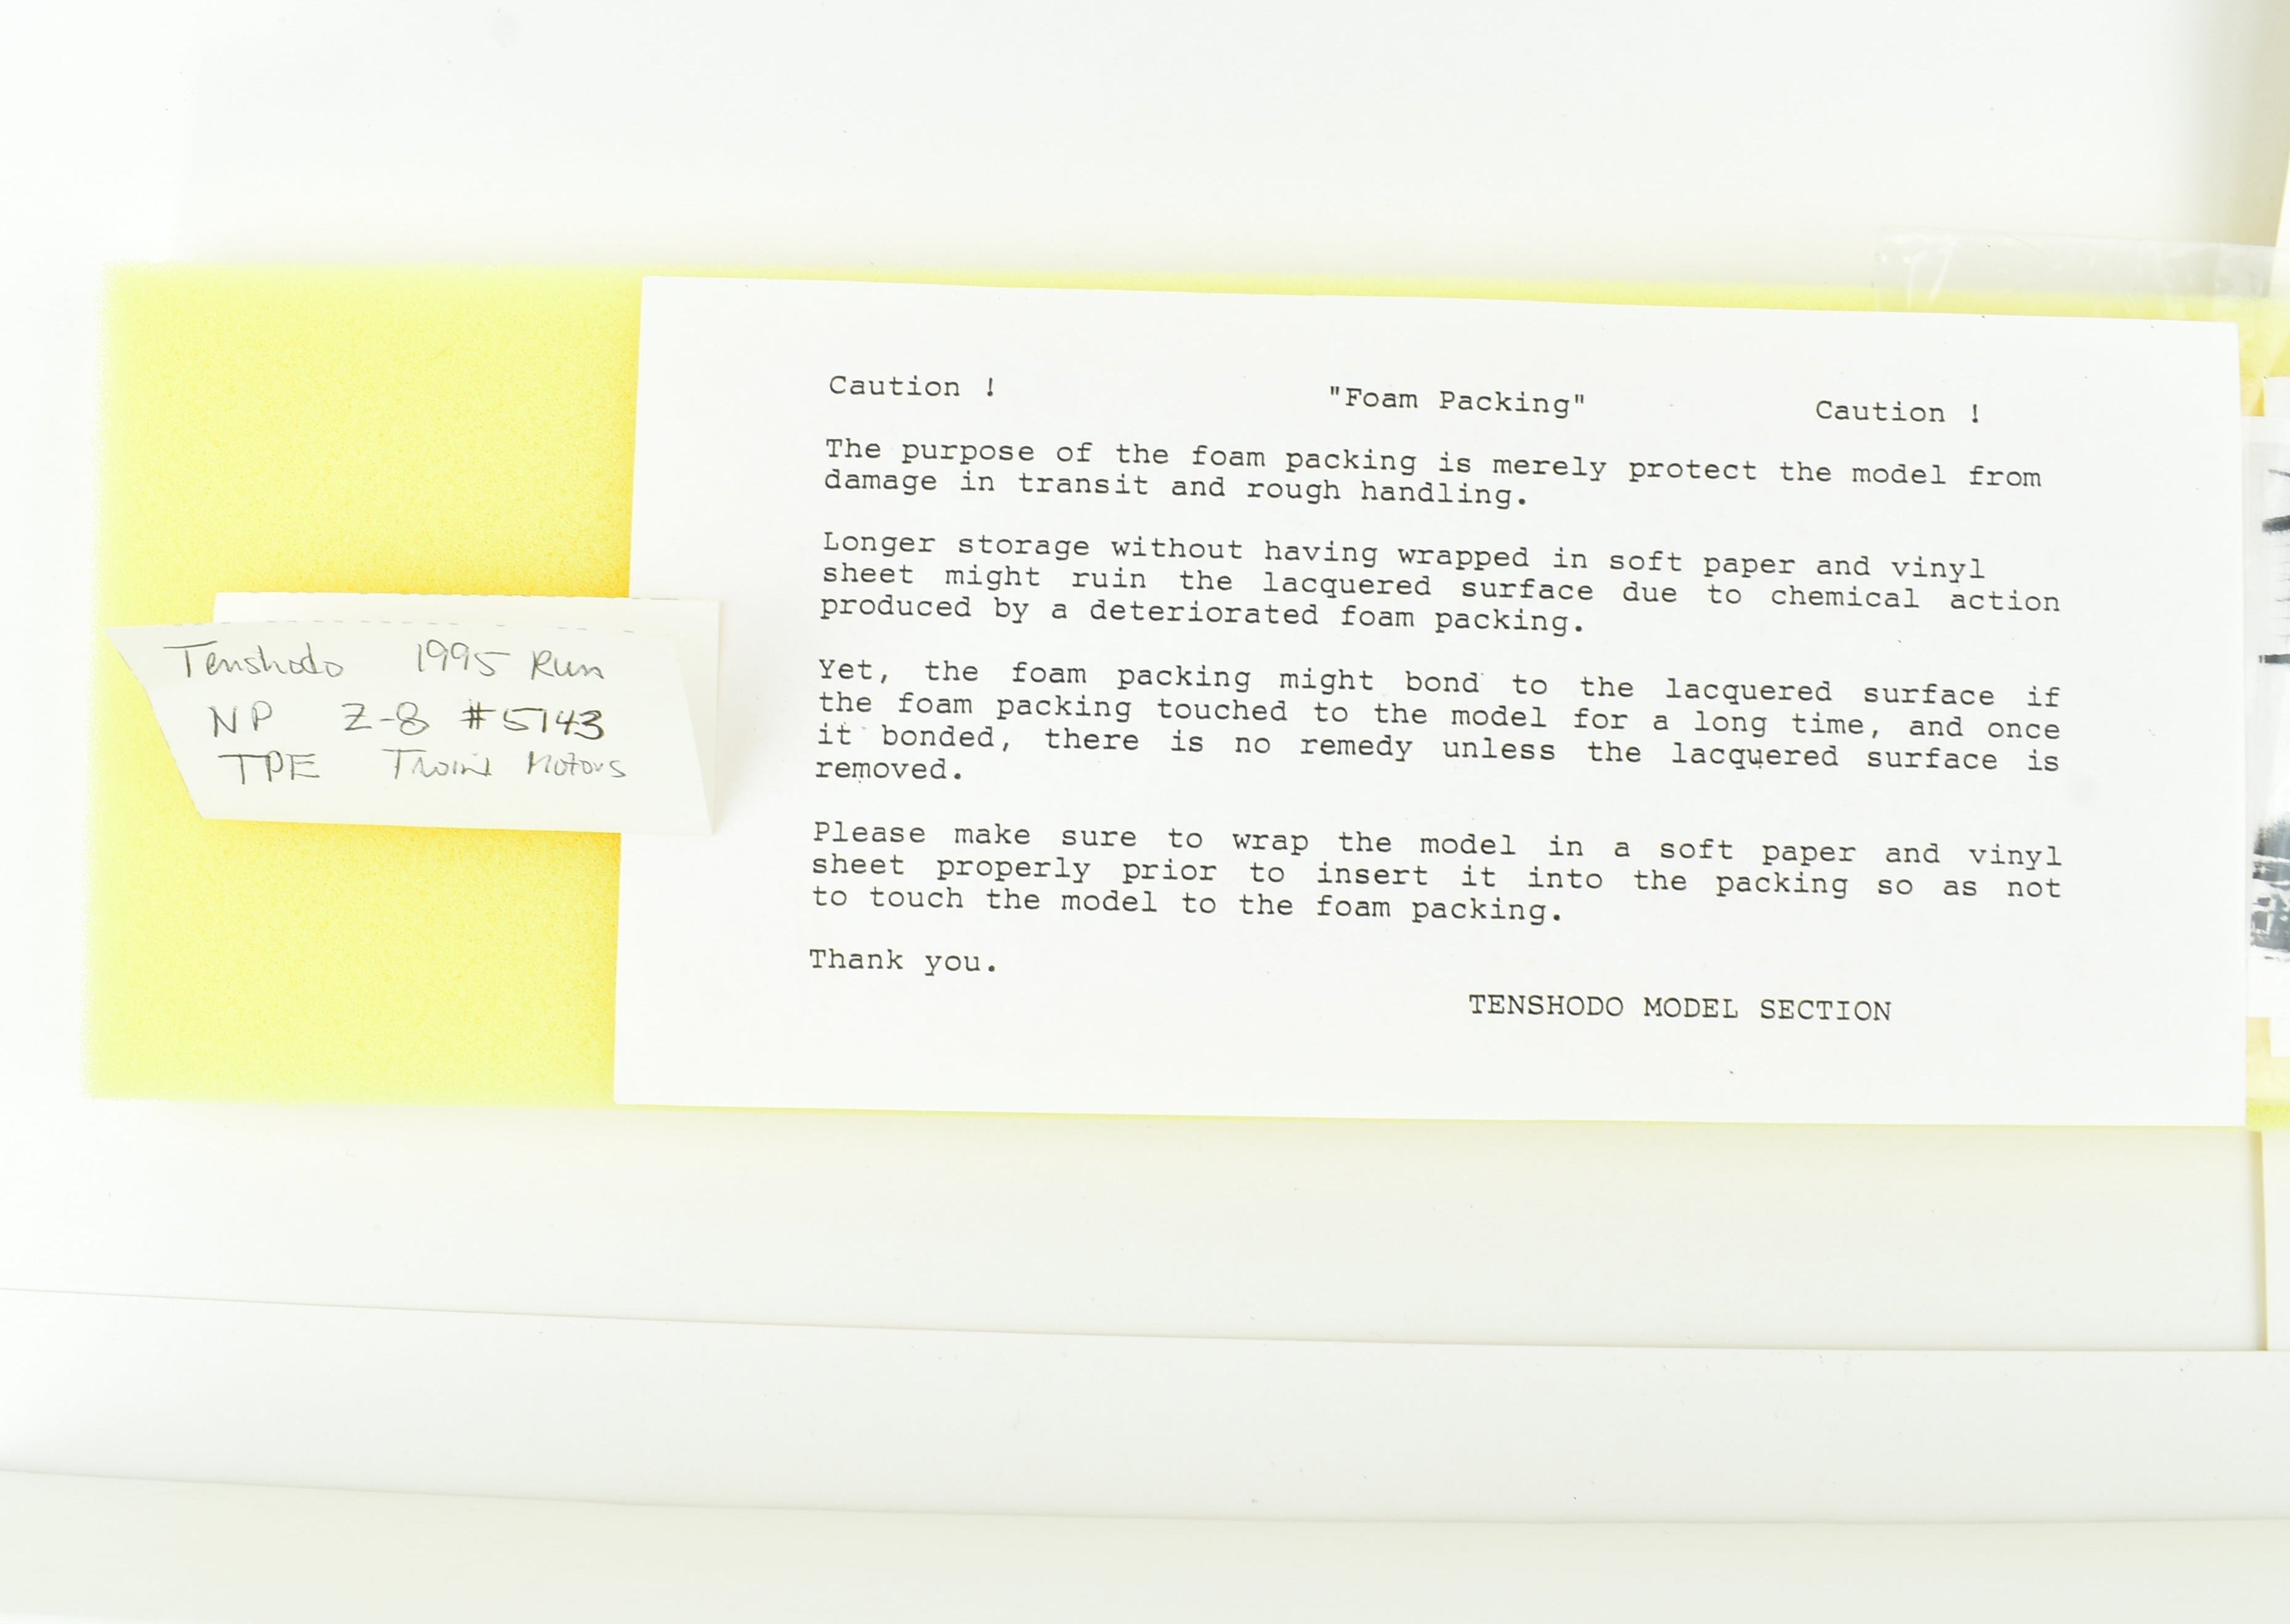 Tenshodo 1995 Run
NP Z-8 #5143
TPE Twin Motors
Caution ! "Foam Packing" Caution !
The purpose of the foam packing is merely protect the model from
damage in transit and rough handling.
Longer storage without having wrapped in soft paper and vinyl
sheet might ruin the lacquered surface due to chemical action
produced by a deteriorated foam packing.
Yet, the foam packing might bond to the lacquered surface if
the foam packing touched to the model for a long time, and once
it bonded, there is no remedy unless the lacquered surface is
removed.
Please make sure to wrap the model in a soft paper and vinyl
sheet properly prior to insert it into the packing so as not
to touch the model to the foam packing.
Thank you.
TENSHODO MODEL SECTION